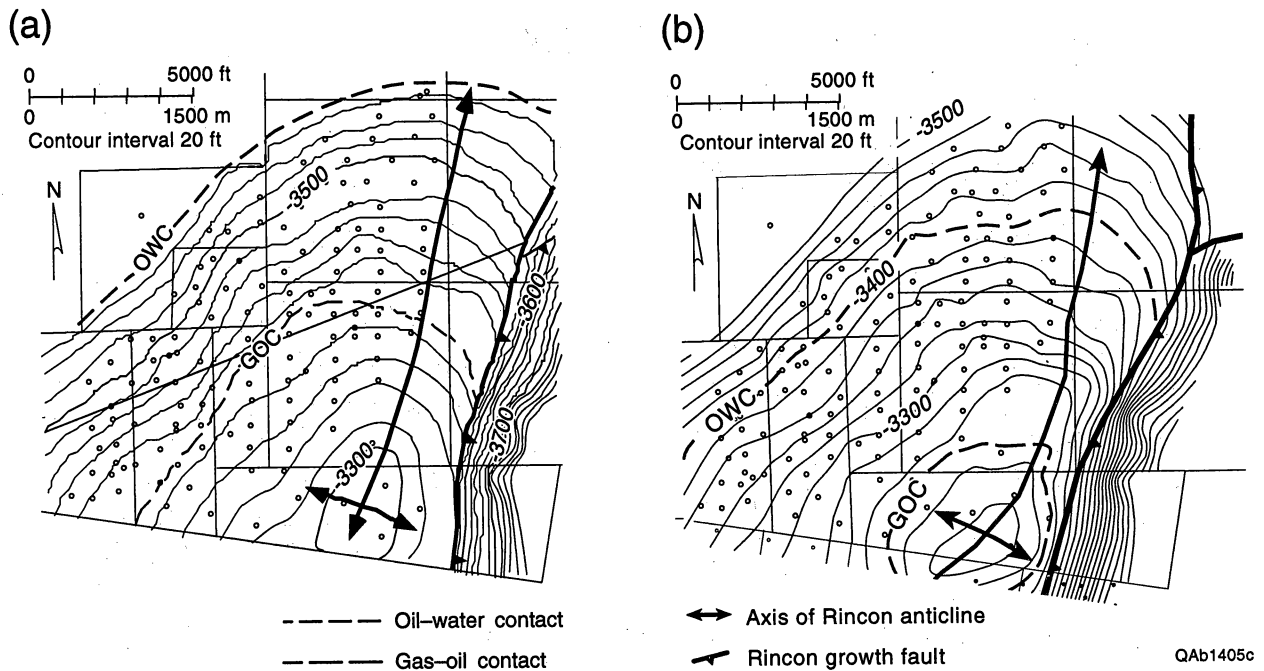 (a)
0 5000 ft
0 1500 m
Contour interval 20 ft
N
OWC
-3500
GOC
-3600
-3700
-3300
(b)
0 5000 ft
0 1500 m
Contour interval 20 ft
N
-3500
-3400
OWC
-3300
GOC
Oil–water contact
Gas–oil contact
Axis of Rincon anticline
Rincon growth fault
QAb1405c